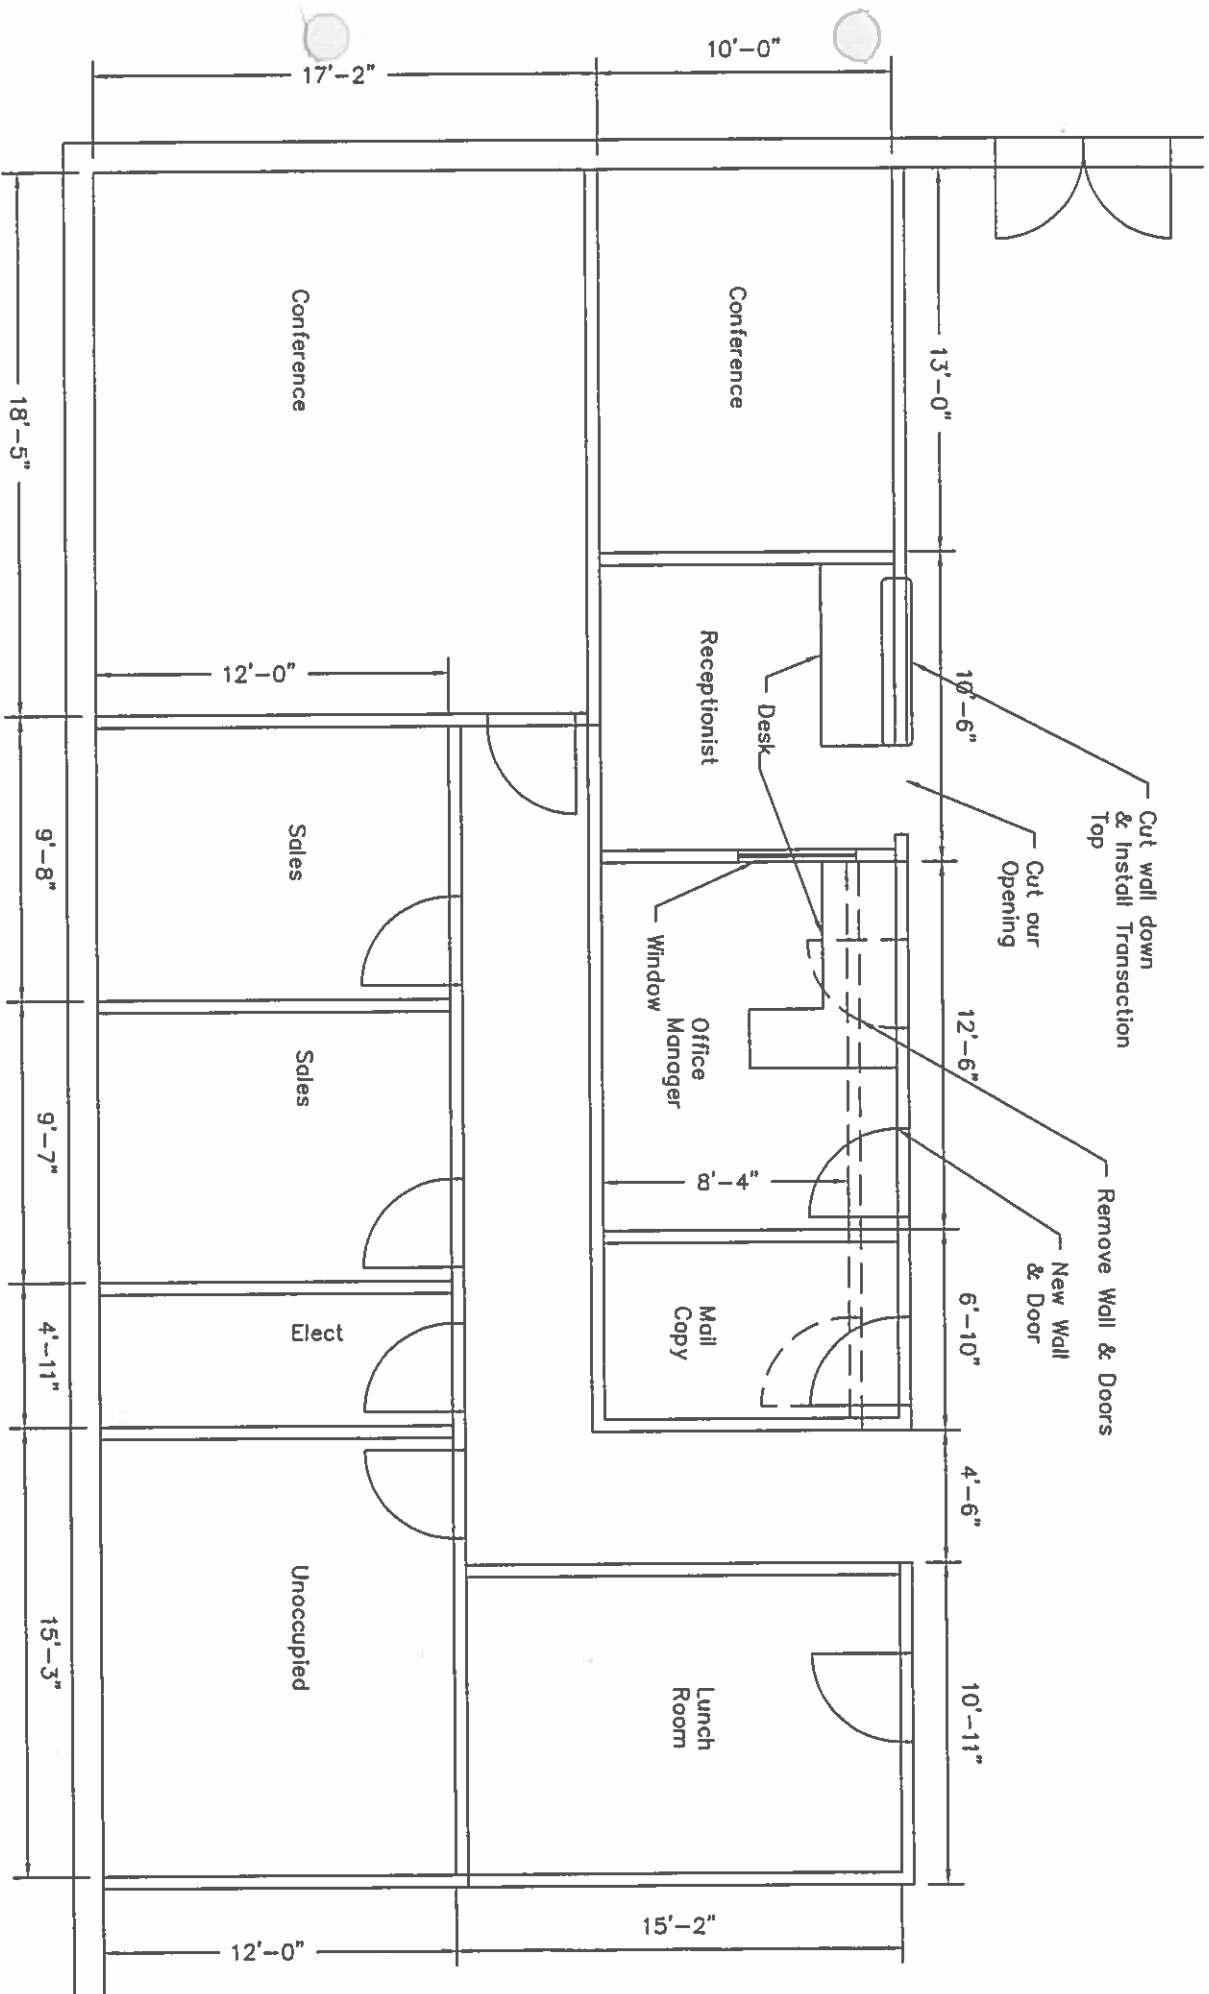 10'-0"
17'-2"
13'-0"
10'-6"
12'-6"
6'-10"
4'-6"
10'-11"
Cut wall down
& Install Transaction
Top
Cut our
Opening
Remove Wall & Doors
New Wall
& Door
Conference
Receptionist
Desk
Window
Office
Manager
8'-4"
Mail
Copy
Lunch
Room
15'-2"
Conference
12'-0"
Sales
Sales
Elect
Unoccupied
12'-0"
18'-5"
9'-8"
9'-7"
4'-11"
15'-3"